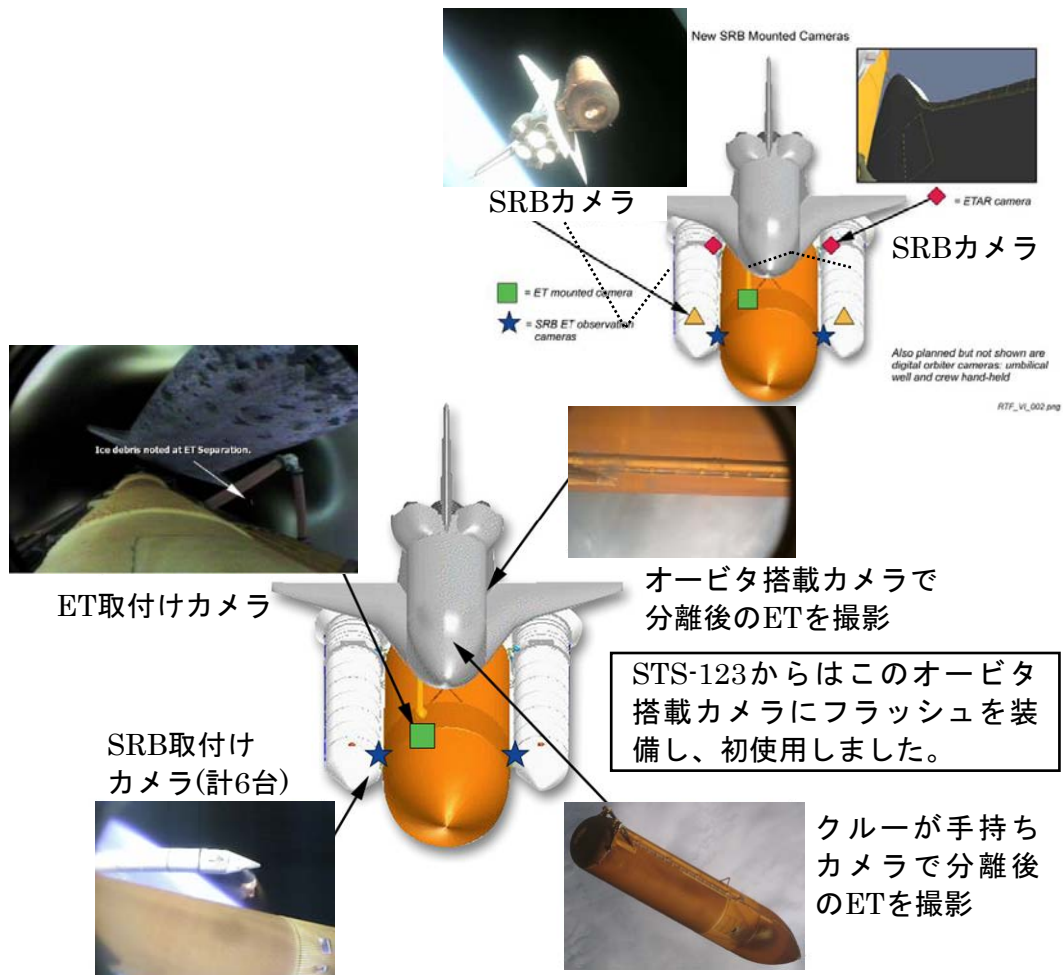 New SRB Mounted Cameras
SRBカメラ
= ETAR camera
SRBカメラ
= ET mounted camera
= SRB ET observation
cameras
Also planned but not shown are
digital orbiter cameras: umbilical
well and crew hand-held
RTF_VI_002.png
Ice debris noted at ET Separation.
ET取付けカメラ
オービタ搭載カメラで
分離後のETを撮影
STS-123からはこのオービタ
搭載カメラにフラッシュを装
備し、初使用しました。
SRB取付け
カメラ(計6台)
クルーが手持ち
カメラで分離後
のETを撮影